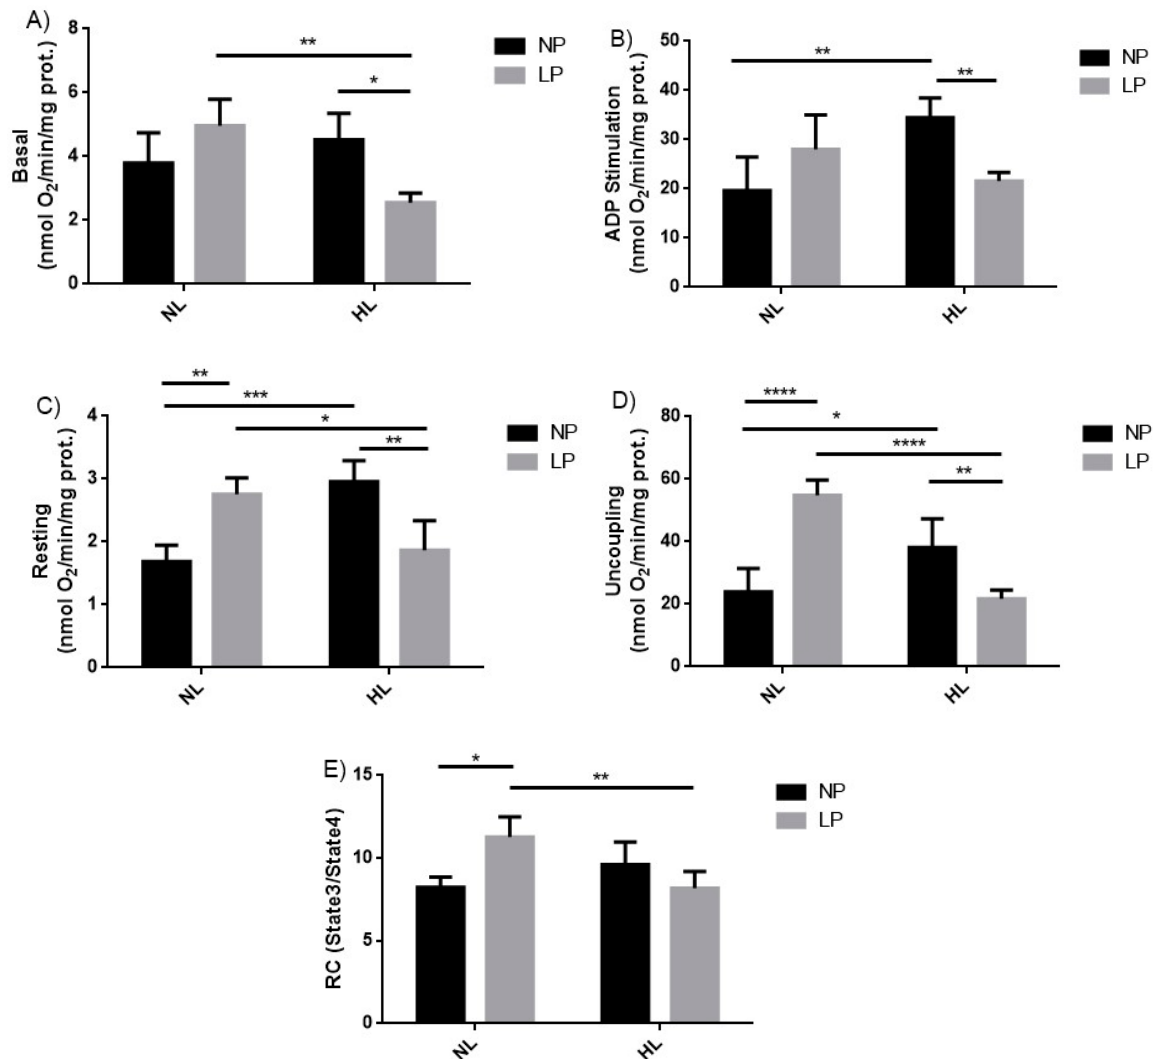 A)
8
6
4
2
0
Basal
(nmol O₂/min/mg prot.)
**
*
NP
LP
NL
HL
B)
50
40
30
20
10
0
ADP Stimulation
(nmol O₂/min/mg prot.)
**
**
NP
LP
NL
HL
C)
4
3
2
1
0
Resting
(nmol O₂/min/mg prot.)
**
***
*
**
NP
LP
NL
HL
D)
80
60
40
20
0
Uncoupling
(nmol O₂/min/mg prot.)
****
*
****
**
NP
LP
NL
HL
E)
15
10
5
0
RC (State3/State4)
*
**
NP
LP
NL
HL